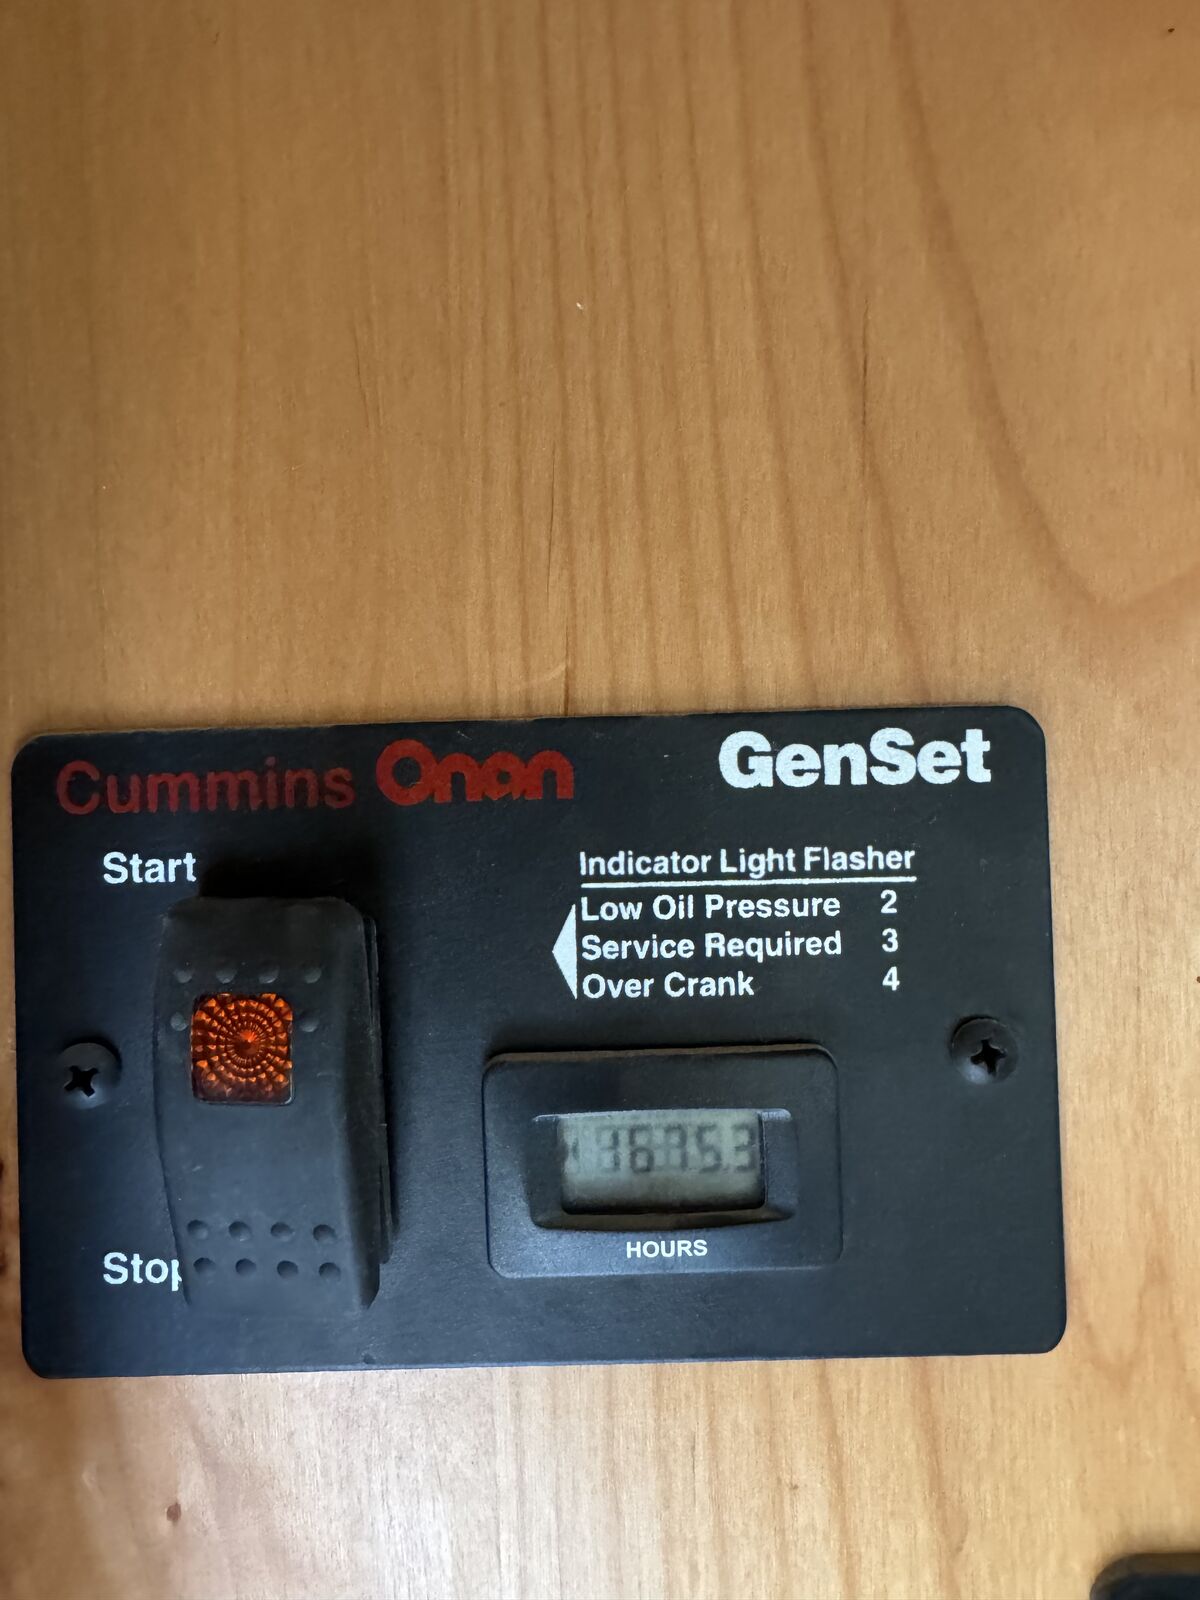 Cummins Onan
GenSet
Start
Indicator Light Flasher
Low Oil Pressure 2
Service Required 3
Over Crank 4
HOURS
Stop